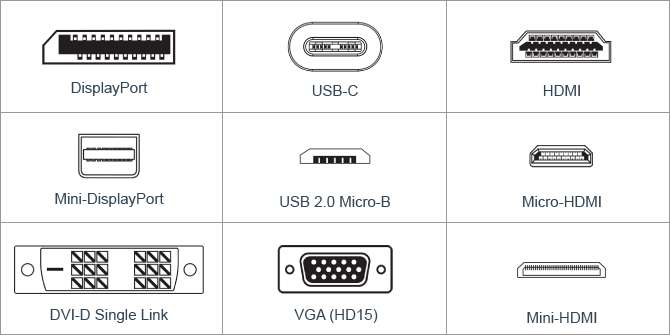 DisplayPort
USB-C
HDMI
Mini-DisplayPort
USB 2.0 Micro-B
Micro-HDMI
DVI-D Single Link
VGA (HD15)
Mini-HDMI